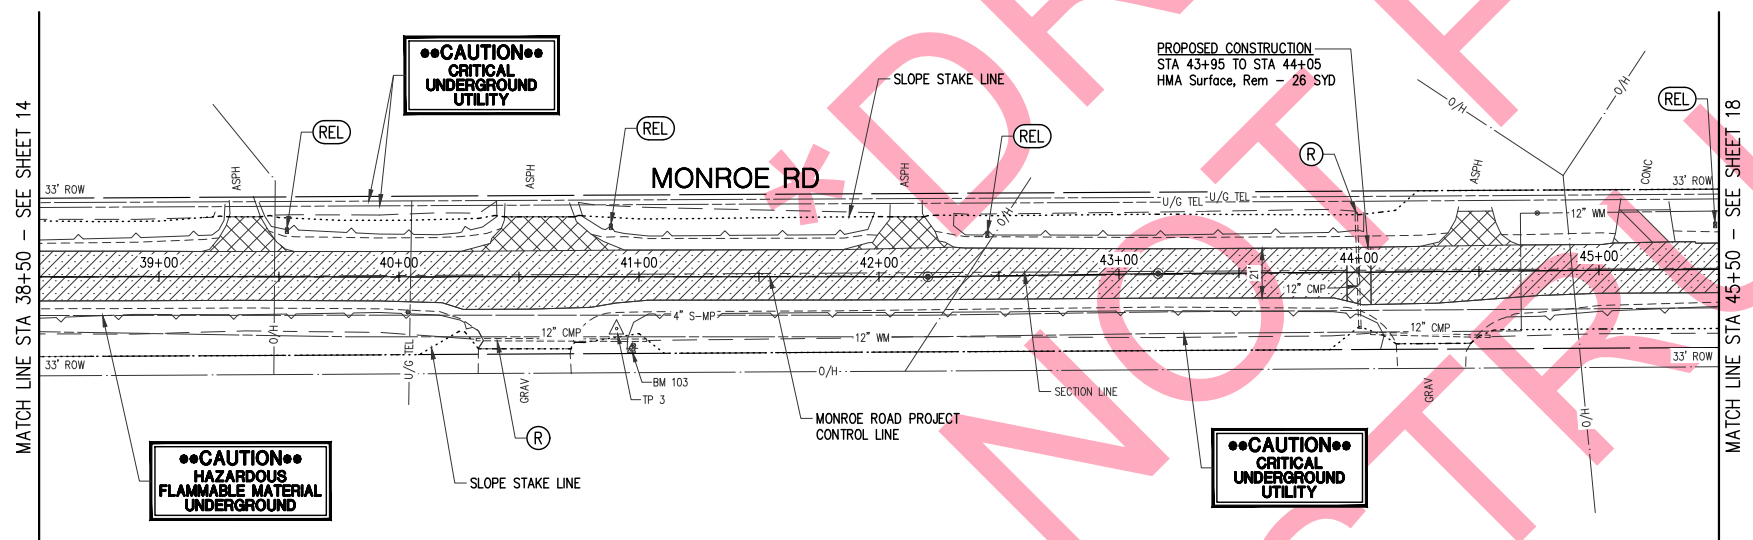 MATCH LINE STA 38+50 - SEE SHEET 14
**CAUTION**
CRITICAL
UNDERGROUND
UTILITY
SLOPE STAKE LINE
PROPOSED CONSTRUCTION
STA 43+95 TO STA 44+05
HMA Surface, Rem - 26 SYD
REL
REL
REL
R
REL
O/H
O/H
MONROE RD
ASPH
ASPH
ASPH
ASPH
CONC
33' ROW
33' ROW
U/G TEL
U/G TEL
O/H
12" WM
39+00
40+00
41+00
42+00
43+00
44+00
45+00
21'
12" CMP
4" S-MP
O/H
U/G TEL
12" CMP
12" WM
12" CMP
33' ROW
33' ROW
O/H
GRAV
BM 103
TP 3
SECTION LINE
GRAV
O/H
MONROE ROAD PROJECT
CONTROL LINE
R
SLOPE STAKE LINE
**CAUTION**
HAZARDOUS
FLAMMABLE MATERIAL
UNDERGROUND
**CAUTION**
CRITICAL
UNDERGROUND
UTILITY
MATCH LINE STA 45+50 - SEE SHEET 18
*DR
NOT F